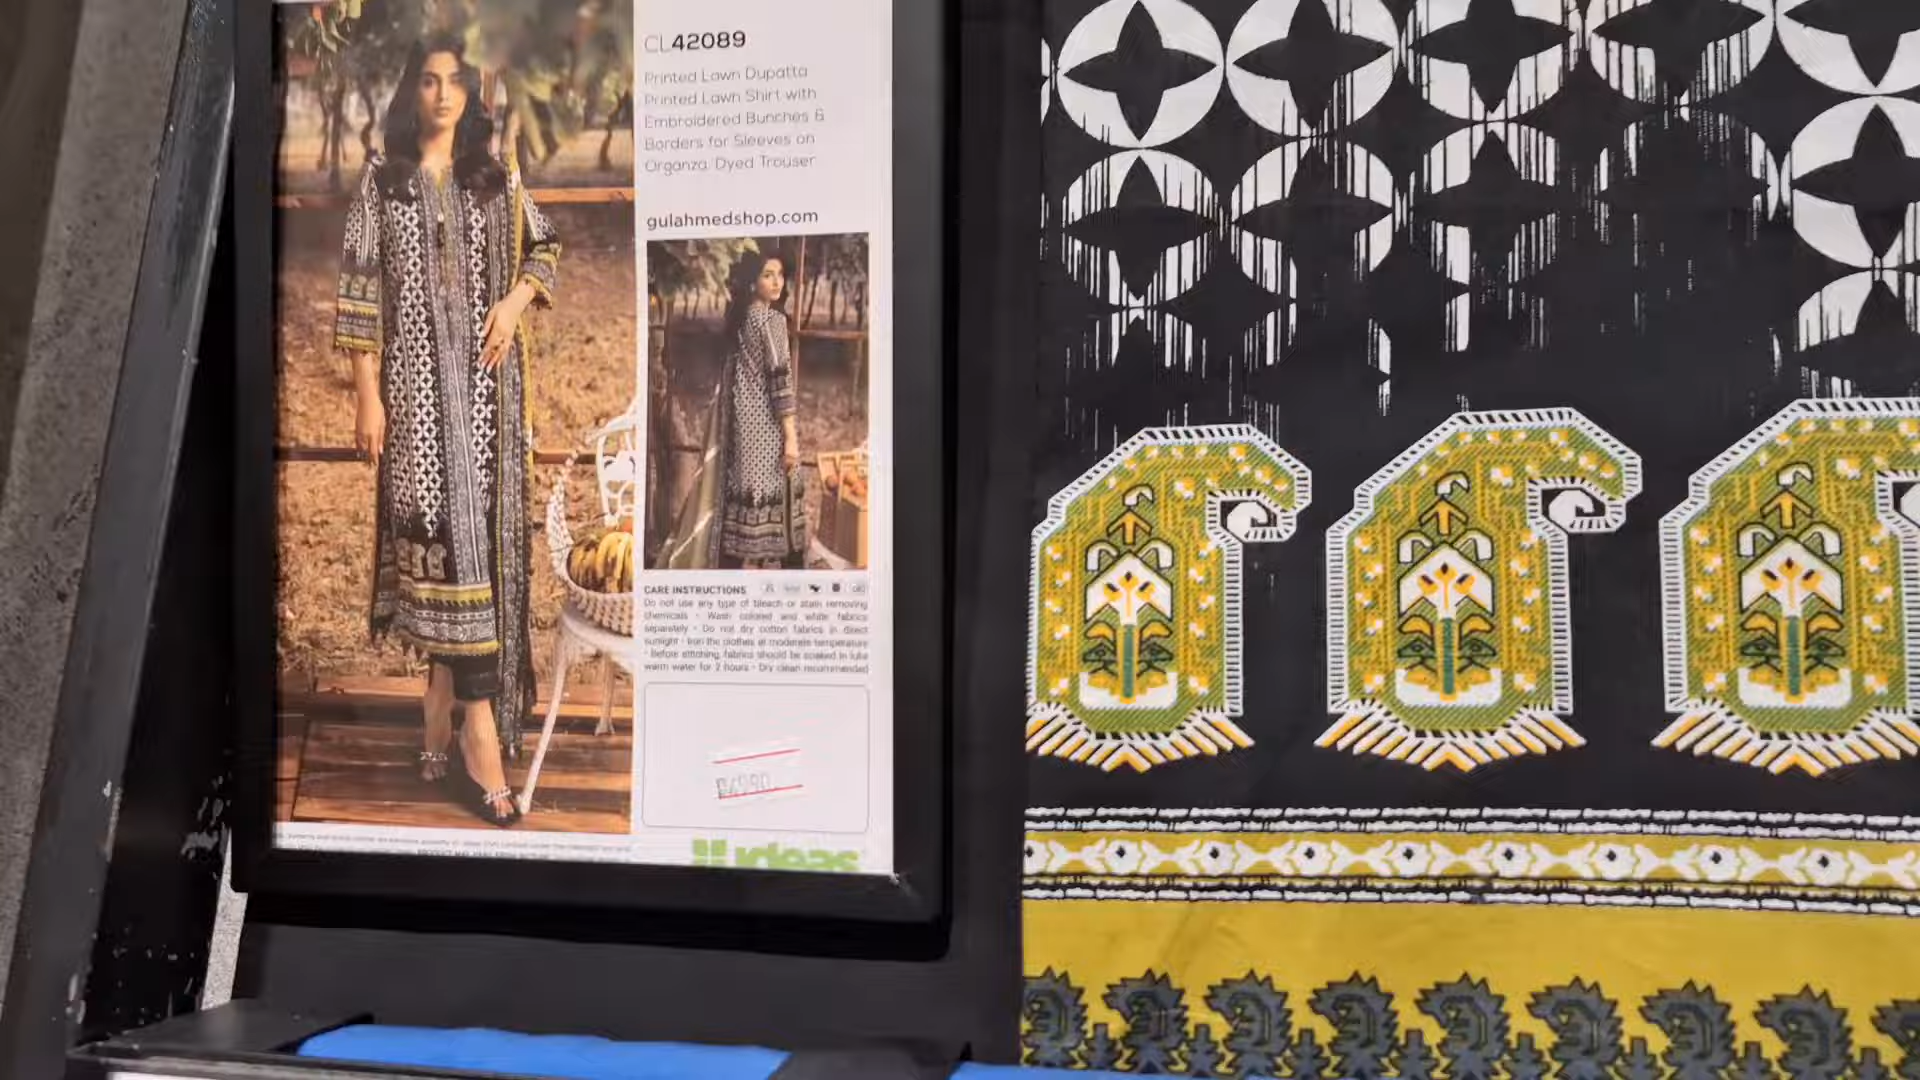 CL42089
Printed Lawn Dupatta
Printed Lawn Shirt with
Embroidered Bunches &
Borders for Sleeves on
Organza, Dyed Trouser
gulahmedshop.com
CARE INSTRUCTIONS
Do not use any type of bleach or stain removing
chemicals • Wash colored and white fabrics
separately • Do not dry cotton fabrics in direct
sunlight • Iron the clothes at moderate temperature
• Before stitching, fabrics should be soaked in luke
warm water for 2 hours • Dry clean recommended
ideas